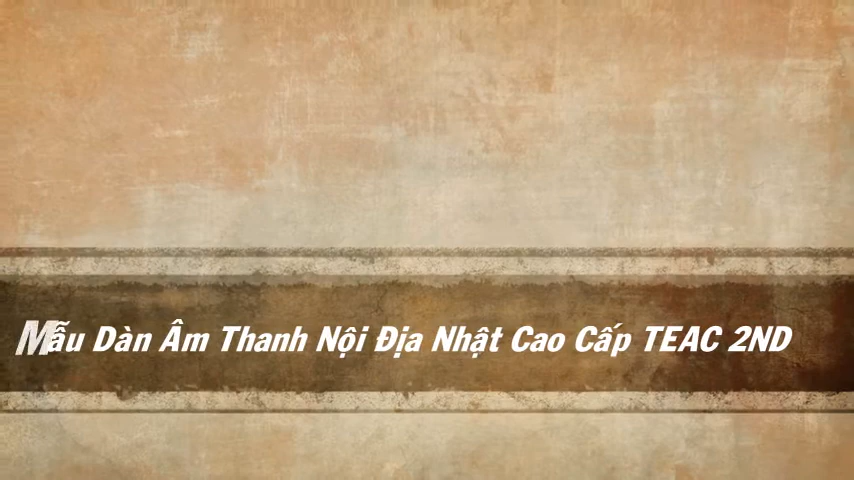 Mẫu Dàn Âm Thanh Nội Địa Nhật Cao Cấp TEAC 2ND